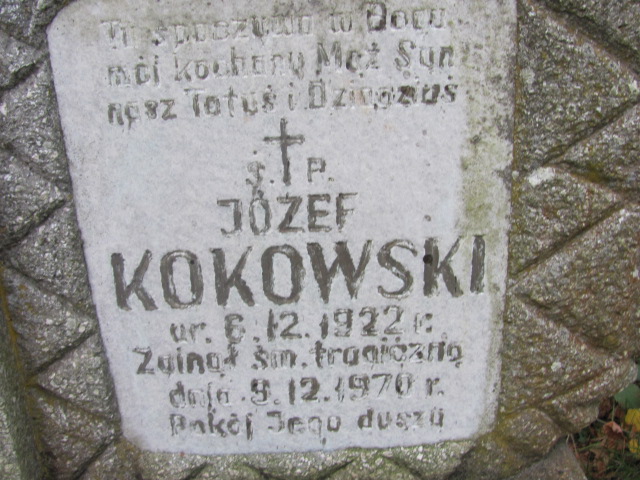 Tu spoczywa w Bogu
mój kochany Mąż Syn
nasz Tatuś i Dziaduś
Ś. P.
JÓZEF
KOKOWSKI
ur. 6.12.1922 r.
Zginął śm. tragiczną
dnia 9.12.1970 r.
Pokój Jego duszy